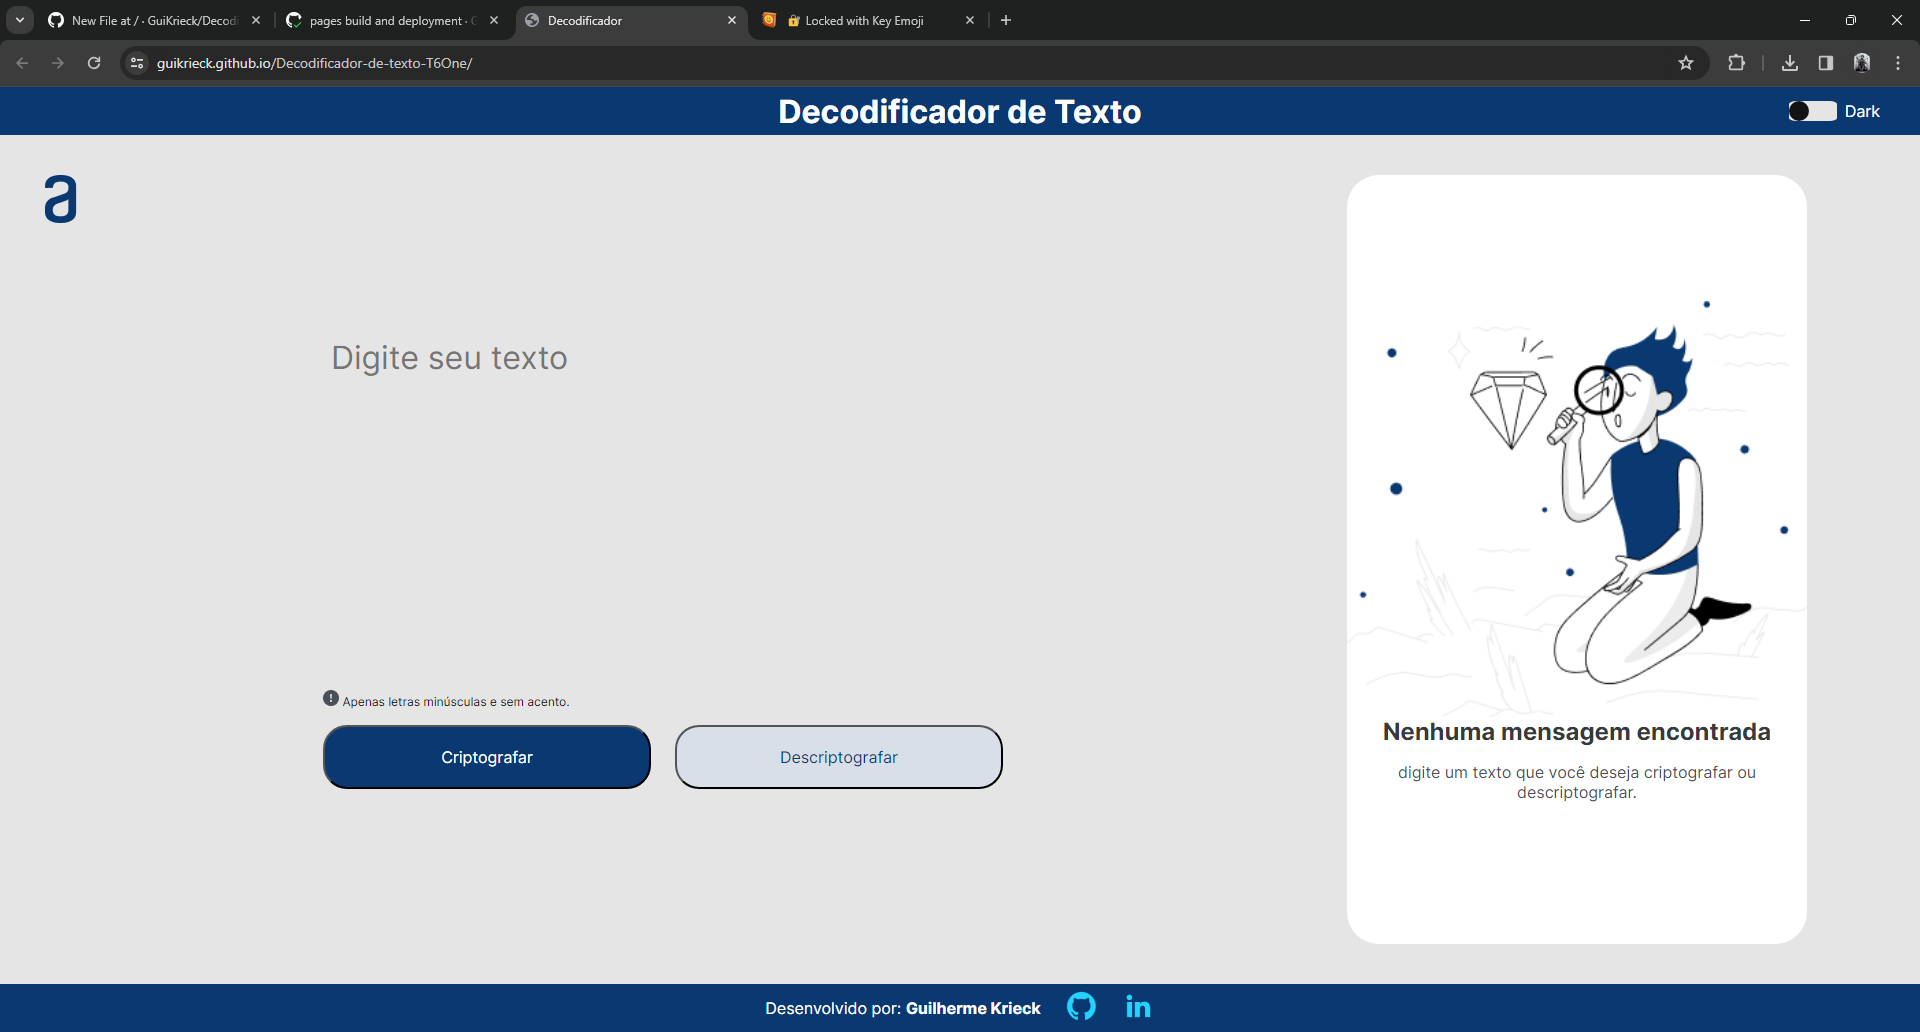 New File at / · GuiKrieck/Decodi
pages build and deployment · G
Decodificador
🔐 Locked with Key Emoji
guikrieck.github.io/Decodificador-de-texto-T6One/
Decodificador de Texto
Dark
a
Digite seu texto
Apenas letras minúsculas e sem acento.
Criptografar
Descriptografar
Nenhuma mensagem encontrada
digite um texto que você deseja criptografar ou
descriptografar.
Desenvolvido por: Guilherme Krieck
in